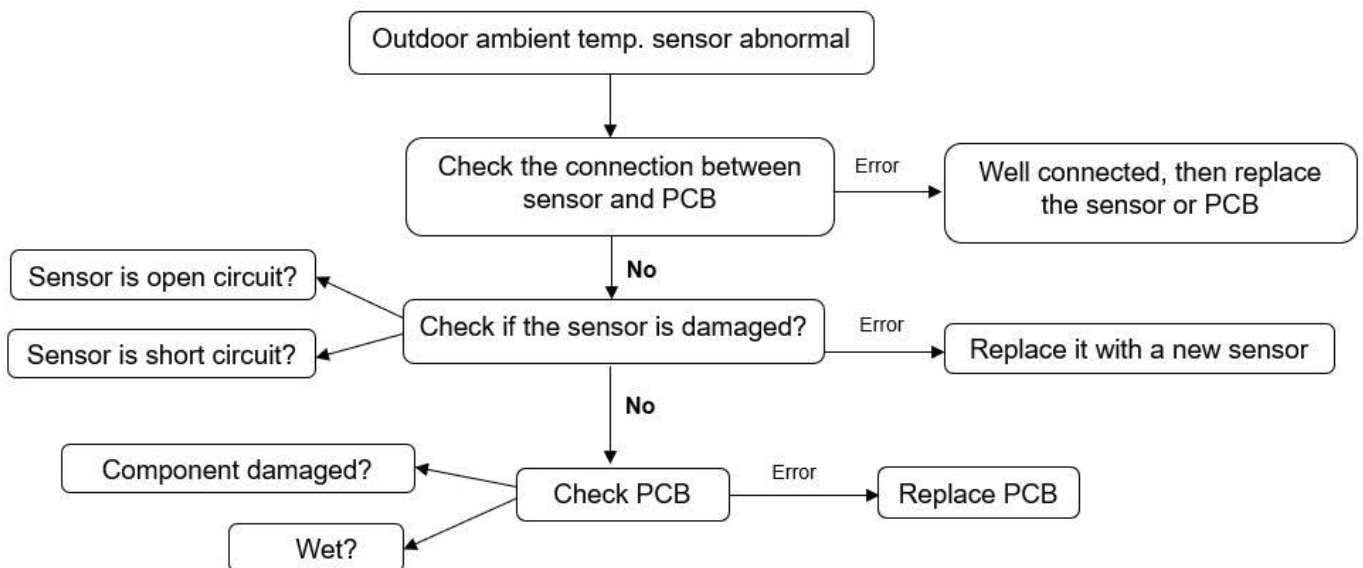 Outdoor ambient temp. sensor abnormal
Check the connection between
sensor and PCB
Error
Well connected, then replace
the sensor or PCB
No
Sensor is open circuit?
Sensor is short circuit?
Check if the sensor is damaged?
Error
Replace it with a new sensor
No
Component damaged?
Wet?
Check PCB
Error
Replace PCB